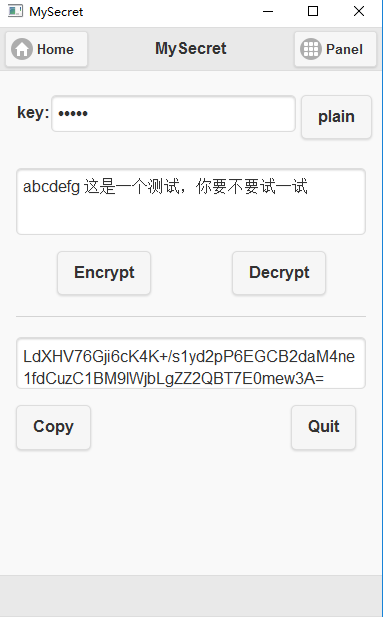 MySecret
Home MySecret Panel
key: ••••• plain
abcdefg 这是一个测试，你要不要试一试
Encrypt Decrypt
LdXHV76Gji6cK4K+/s1yd2pP6EGCB2daM4ne
1fdCuzC1BM9lWjbLgZZ2QBT7E0mew3A=
Copy Quit